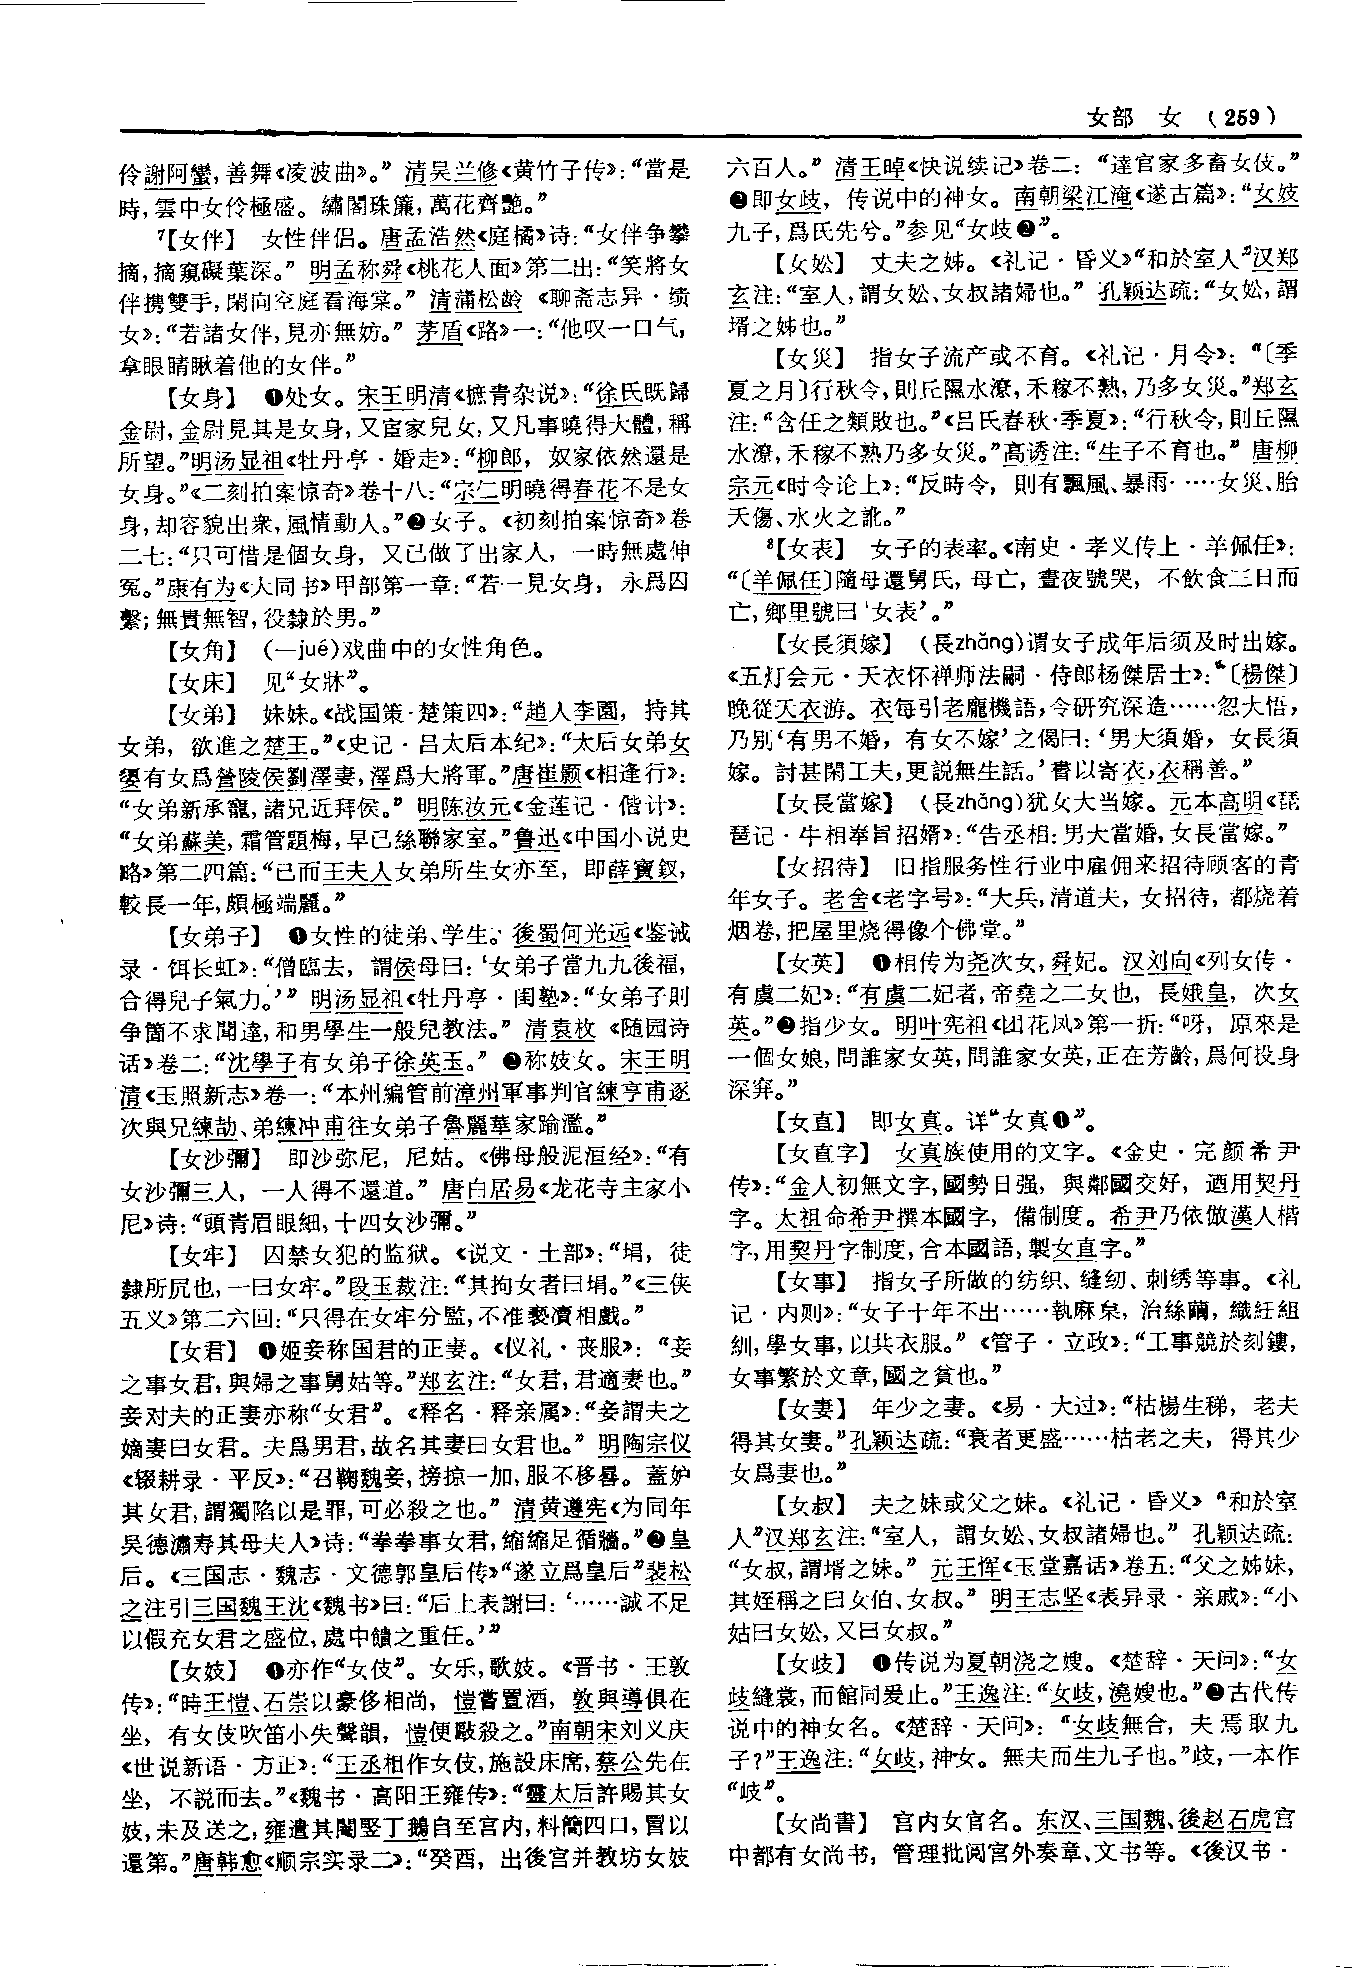 女部　女　（259）
伶謝阿蠻，善舞《凌波曲》。”清吴兰修《黄竹子传》：“當是
時，雲中女伶極盛。繡閣珠簾，萬花齊艷。”
7【女伴】　女性伴侣。唐孟浩然《庭橘》诗：“女伴争攀
摘，摘窺礙葉深。”明孟称舜《桃花人面》第二出：“笑將女
伴携雙手，閑向空庭看海棠。”清蒲松龄《聊斋志异·绩
女》：“若諸女伴，見亦無妨。”茅盾《路》一：“他叹一口气，
拿眼睛瞅着他的女伴。”
【女身】　❶处女。宋王明清《摭青杂说》：“徐氏既歸
金尉，金尉見其是女身，又宦家兒女，又凡事曉得大體，稱
所望。”明汤显祖《牡丹亭·婚走》：“柳郎，奴家依然還是
女身。”《二刻拍案惊奇》卷十八：“宗仁明曉得春花不是女
身，却容貌出衆，風情動人。”❷女子。《初刻拍案惊奇》卷
二七：“只可惜是個女身，又已做了出家人，一時無處伸
冤。”康有为《大同书》甲部第一章：“若一見女身，永爲囚
繫；無貴無智，役隸於男。”
【女角】　（—jué）戏曲中的女性角色。
【女床】　见“女牀”。
【女弟】　妹妹。《战国策·楚策四》：“趙人李園，持其
女弟，欲進之楚王。”《史记·吕太后本纪》：“太后女弟女
嬃有女爲營陵侯劉澤妻，澤爲大將軍。”唐崔颢《相逢行》：
“女弟新承寵，諸兄近拜侯。”明陈汝元《金莲记·偕计》：
“女弟蘇美，霜管題梅，早已絲聯家室。”鲁迅《中国小说史
略》第二四篇：“已而王夫人女弟所生女亦至，即薛寶釵，
較長一年，頗極端麗。”
【女弟子】　❶女性的徒弟、学生。後蜀何光远《鉴诫
录·饵长虹》：“僧臨去，謂侯母曰：‘女弟子當九九後福，
合得兒子氣力。’”明汤显祖《牡丹亭·闺塾》：“女弟子則
争箇不求聞達，和男學生一般兒教法。”清袁枚《随园诗
话》卷二：“沈學子有女弟子徐英玉。”❷称妓女。宋王明
清《玉照新志》卷一：“本州編管前漳州軍事判官練亨甫逐
次與兄練劼、弟練冲甫往女弟子魯麗華家踰濫。”
【女沙彌】　即沙弥尼，尼姑。《佛母般泥洹经》：“有
女沙彌三人，一人得不還道。”唐白居易《龙花寺主家小
尼》诗：“頭青眉眼細，十四女沙彌。”
【女牢】　囚禁女犯的监狱。《说文·土部》：“埍，徒
隸所凥也，一曰女牢。”段玉裁注：“其拘女者曰埍。”《三侠
五义》第二六回：“只得在女牢分監，不准褻瀆相戲。”
【女君】　❶姬妾称国君的正妻。《仪礼·丧服》：“妾
之事女君，與婦之事舅姑等。”郑玄注：“女君，君適妻也。”
妾对夫的正妻亦称“女君”。《释名·释亲属》：“妾謂夫之
嫡妻曰女君。夫爲男君，故名其妻曰女君也。”明陶宗仪
《辍耕录·平反》：“召鞠魏妾，搒掠一加，服不移晷。蓋妒
其女君，謂獨陷以是罪，可必殺之也。”清黄遵宪《为同年
吴德㴋寿其母夫人》诗：“拳拳事女君，縮縮足循牆。”❷皇
后。《三国志·魏志·文德郭皇后传》“遂立爲皇后”裴松
之注引三国魏王沈《魏书》曰：“后上表謝曰：‘……誠不足
以假充女君之盛位，處中饋之重任。’”
【女妓】　❶亦作“女伎”。女乐，歌妓。《晋书·王敦
传》：“時王愷、石崇以豪侈相尚，愷嘗置酒，敦與導俱在
坐，有女伎吹笛小失聲韻，愷便毆殺之。”南朝宋刘义庆
《世说新语·方正》：“王丞相作女伎，施設床席，蔡公先在
坐，不説而去。”《魏书·高阳王雍传》：“靈太后許賜其女
妓，未及送之，雍遣其閹竪丁鵝自至宫内，料簡四口，冒以
還第。”唐韩愈《顺宗实录二》：“癸酉，出後宫并教坊女妓
六百人。”清王晫《快说续记》卷二：“達官家多畜女伎。”
❷即女歧，传说中的神女。南朝梁江淹《遂古篇》：“女妓
九子，爲氏先兮。”参见“女歧❷”。
【女妐】　丈夫之姊。《礼记·昏义》“和於室人”汉郑
玄注：“室人，謂女妐、女叔諸婦也。”孔颖达疏：“女妐，謂
壻之姊也。”
【女災】　指女子流产或不育。《礼记·月令》：“〔季
夏之月〕行秋令，則丘隰水潦，禾稼不熟，乃多女災。”郑玄
注：“含任之類敗也。”《吕氏春秋·季夏》：“行秋令，則丘隰
水潦，禾稼不熟乃多女災。”高诱注：“生子不育也。”唐柳
宗元《时令论上》：“反時令，則有飄風、暴雨……女災、胎
夭傷、水火之訛。”
8【女表】　女子的表率。《南史·孝义传上·羊佩任》：
“〔羊佩任〕隨母還舅氏，母亡，晝夜號哭，不飲食三日而
亡，鄉里號曰‘女表’。”
【女長須嫁】　（長zhǎng）谓女子成年后须及时出嫁。
《五灯会元·天衣怀禅师法嗣·侍郎杨傑居士》：“〔楊傑〕
晚從天衣游。衣每引老龐機語，令研究深造……忽大悟，
乃别‘有男不婚，有女不嫁’之偈曰：‘男大須婚，女長須
嫁。討甚閑工夫，更説無生話。’書以寄衣，衣稱善。”
【女長當嫁】　（長zhǎng）犹女大当嫁。元本高明《琵
琶记·牛相奉旨招婿》：“告丞相：男大當婚，女長當嫁。”
【女招待】　旧指服务性行业中雇佣来招待顾客的青
年女子。老舍《老字号》：“大兵，清道夫，女招待，都烧着
烟卷，把屋里烧得像个佛堂。”
【女英】　❶相传为尧次女，舜妃。汉刘向《列女传·
有虞二妃》：“有虞二妃者，帝堯之二女也，長娥皇，次女
英。”❷指少女。明叶宪祖《团花凤》第一折：“呀，原來是
一個女娘，問誰家女英，問誰家女英，正在芳齡，爲何投身
深穽。”
【女直】　即女真。详“女真❶”。
【女直字】　女真族使用的文字。《金史·完颜希尹
传》：“金人初無文字，國勢日强，與鄰國交好，迺用契丹
字。太祖命希尹撰本國字，備制度。希尹乃依倣漢人楷
字，用契丹字制度，合本國語，製女直字。”
【女事】　指女子所做的纺织、缝纫、刺绣等事。《礼
记·内则》：“女子十年不出……執麻枲，治絲繭，織紝組
紃，學女事，以共衣服。”《管子·立政》：“工事競於刻鏤，
女事繁於文章，國之貧也。”
【女妻】　年少之妻。《易·大过》：“枯楊生稊，老夫
得其女妻。”孔颖达疏：“衰者更盛……枯老之夫，得其少
女爲妻也。”
【女叔】　夫之妹或父之妹。《礼记·昏义》“和於室
人”汉郑玄注：“室人，謂女妐、女叔諸婦也。”孔颖达疏：
“女叔，謂壻之妹。”元王恽《玉堂嘉话》卷五：“父之姊妹，
其姪稱之曰女伯、女叔。”明王志坚《表异录·亲戚》：“小
姑曰女妐，又曰女叔。”
【女歧】　❶传说为夏朝浇之嫂。《楚辞·天问》：“女
歧縫裳，而館同爰止。”王逸注：“女歧，澆嫂也。”❷古代传
说中的神女名。《楚辞·天问》：“女歧無合，夫焉取九
子？”王逸注：“女歧，神女。無夫而生九子也。”歧，一本作
“岐”。
【女尚書】　宫内女官名。东汉、三国魏、後赵石虎宫
中都有女尚书，管理批阅宫外奏章、文书等。《後汉书·